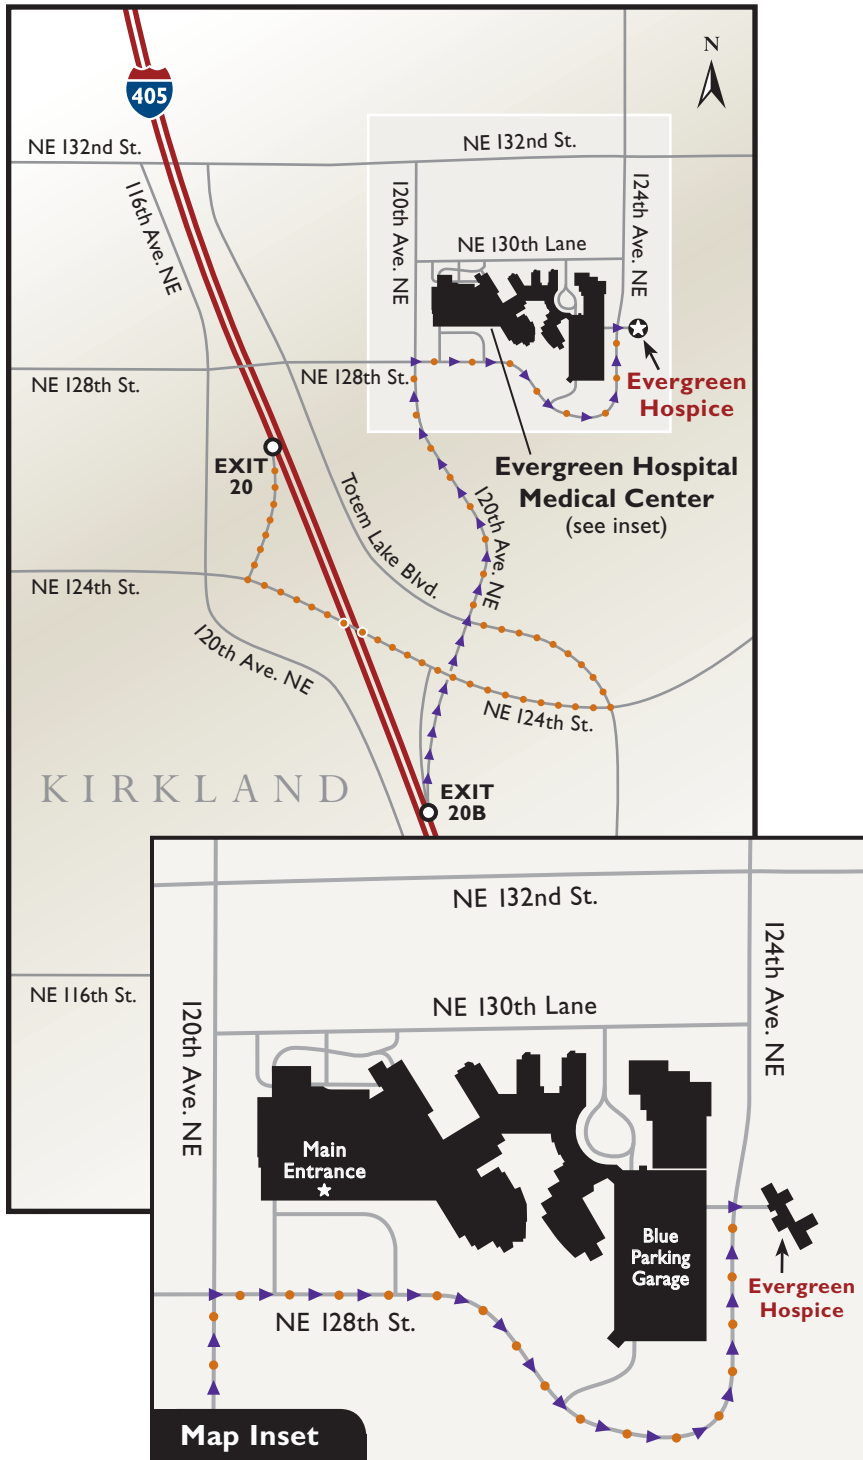 N
405
NE 132nd St.
NE 132nd St.
116th Ave. NE
120th Ave. NE
124th Ave. NE
NE 130th Lane
NE 128th St.
NE 128th St.
Evergreen
Hospice
EXIT
20
Evergreen Hospital
Medical Center
(see inset)
Totem Lake Blvd.
120th Ave. NE
NE 124th St.
120th Ave. NE
NE 124th St.
KIRKLAND
EXIT
20B
NE 116th St.
NE 132nd St.
124th Ave. NE
120th Ave. NE
NE 130th Lane
Main
Entrance
Blue
Parking
Garage
Evergreen
Hospice
NE 128th St.
Map Inset